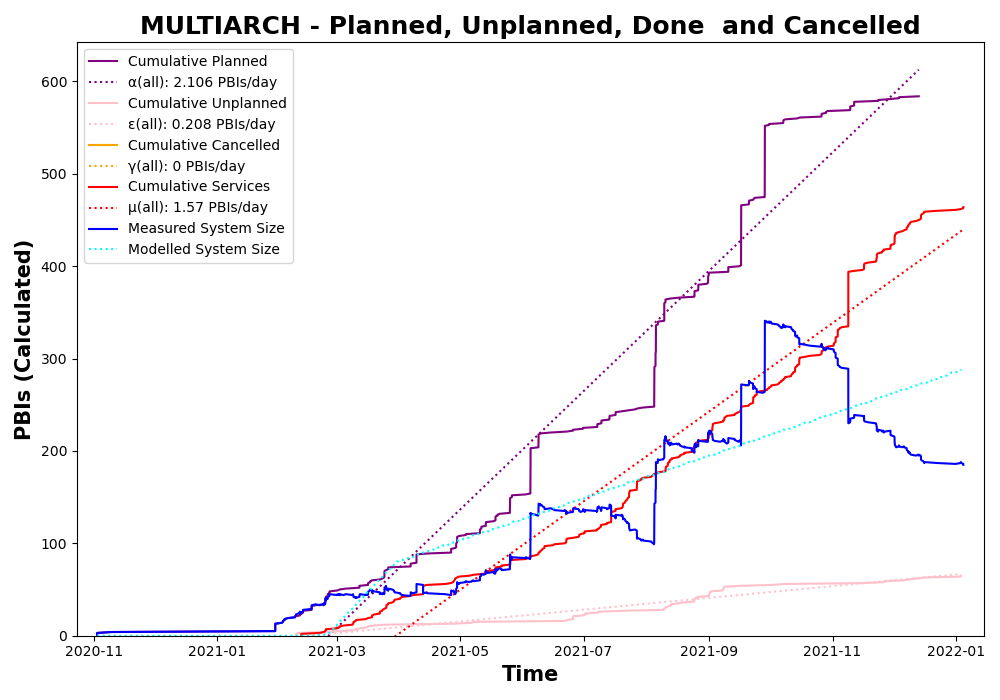 MULTIARCH - Planned, Unplanned, Done  and Cancelled
Cumulative Planned
α(all): 2.106 PBIs/day
Cumulative Unplanned
ε(all): 0.208 PBIs/day
Cumulative Cancelled
γ(all): 0 PBIs/day
Cumulative Services
μ(all): 1.57 PBIs/day
Measured System Size
Modelled System Size
PBIs (Calculated)
600
500
400
300
200
100
0
2020-11 2021-01 2021-03 2021-05 2021-07 2021-09 2021-11 2022-01
Time